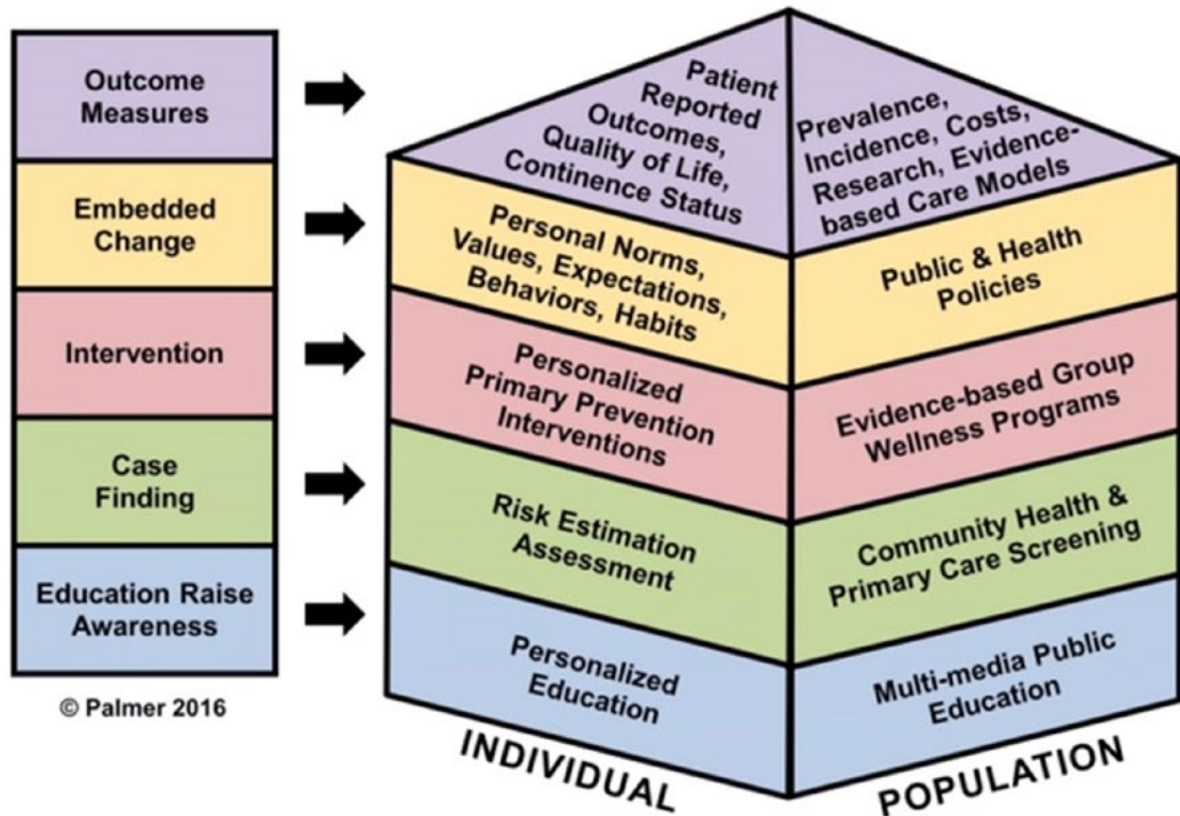 Outcome
Measures
Embedded
Change
Intervention
Case
Finding
Education Raise
Awareness
© Palmer 2016
Patient
Reported
Outcomes,
Quality of Life,
Continence Status
Prevalence,
Incidence, Costs,
Research, Evidence-
based Care Models
Personal Norms,
Values, Expectations,
Behaviors, Habits
Public & Health
Policies
Personalized
Primary Prevention
Interventions
Evidence-based Group
Wellness Programs
Risk Estimation
Assessment
Community Health &
Primary Care Screening
Personalized
Education
Multi-media Public
Education
INDIVIDUAL
POPULATION